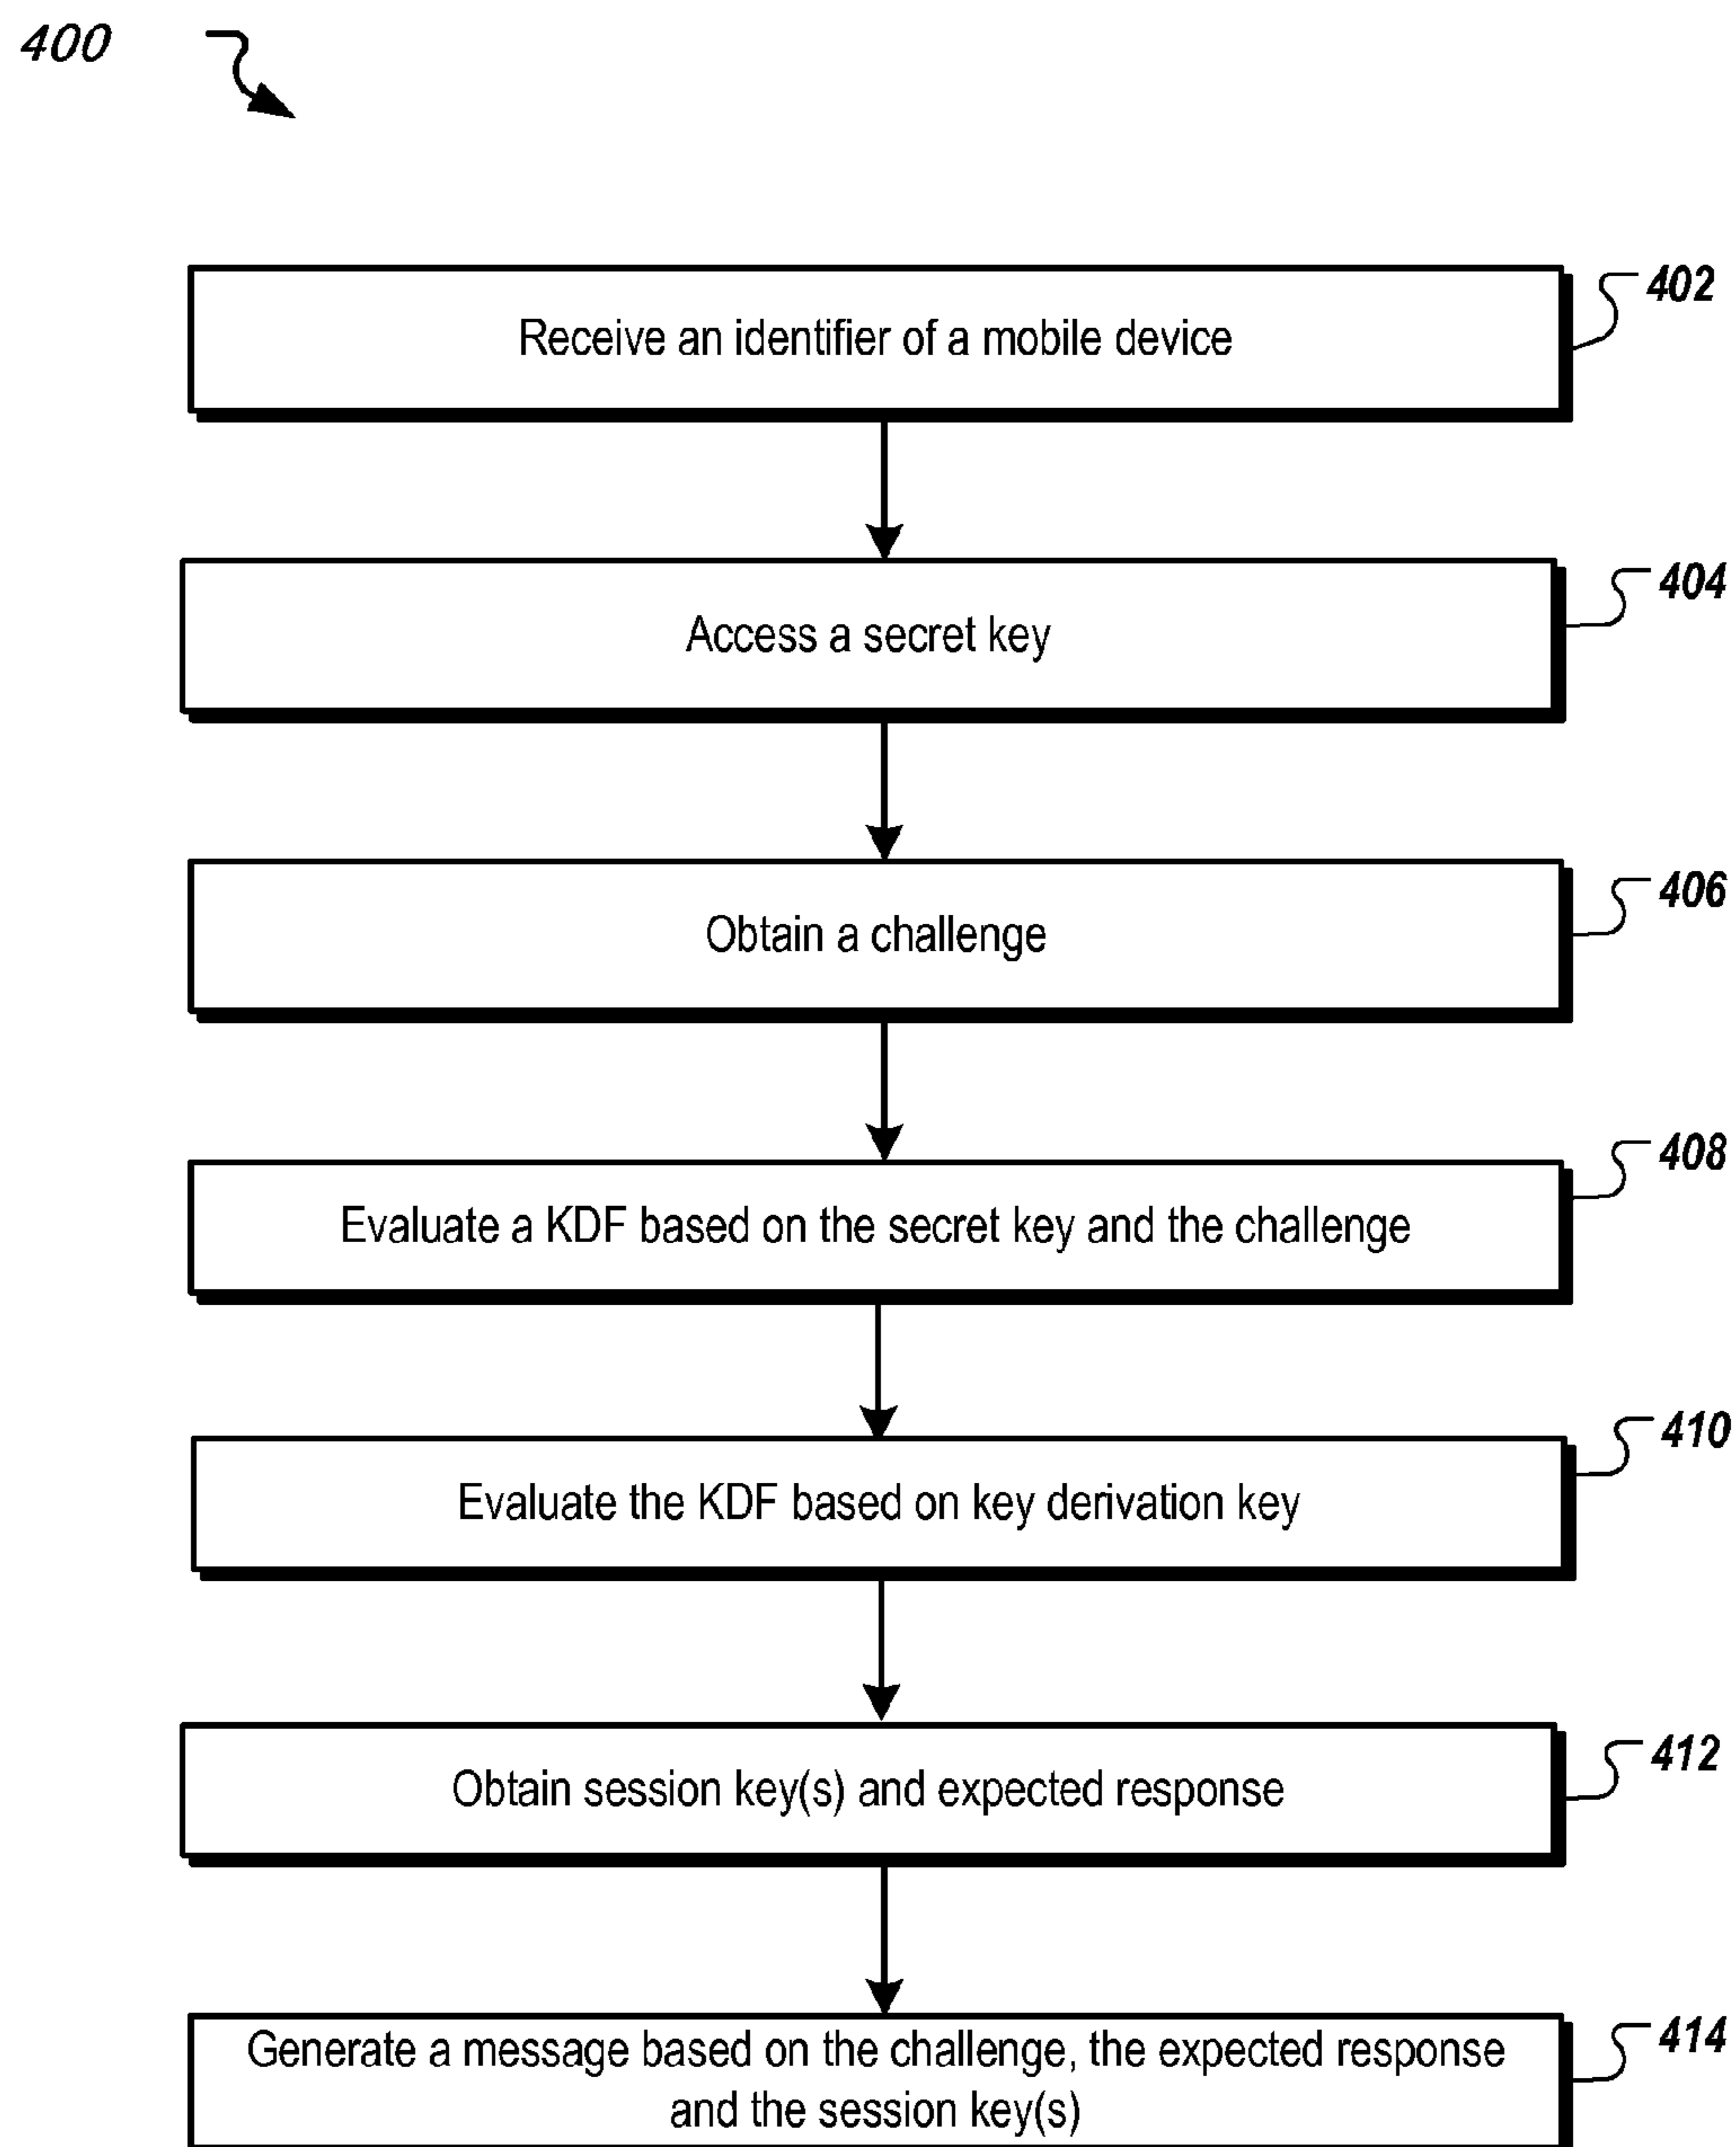 400
402
Receive an identifier of a mobile device
404
Access a secret key
406
Obtain a challenge
408
Evaluate a KDF based on the secret key and the challenge
410
Evaluate the KDF based on key derivation key
412
Obtain session key(s) and expected response
414
Generate a message based on the challenge, the expected response
and the session key(s)